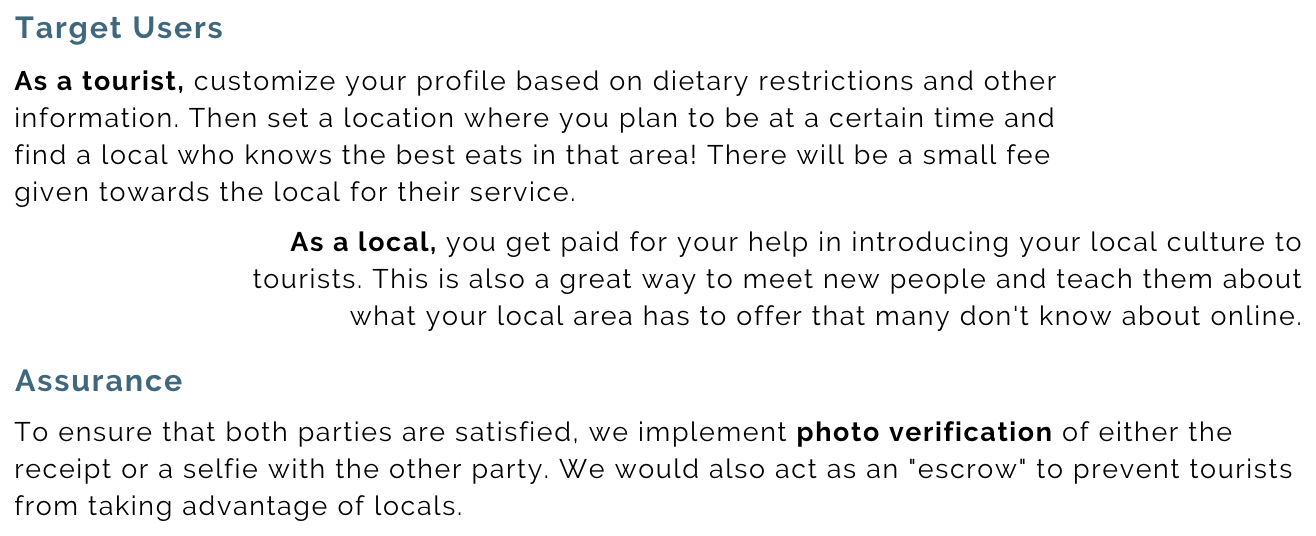 Target Users
As a tourist, customize your profile based on dietary restrictions and other
information. Then set a location where you plan to be at a certain time and
find a local who knows the best eats in that area! There will be a small fee
given towards the local for their service.
As a local, you get paid for your help in introducing your local culture to
tourists. This is also a great way to meet new people and teach them about
what your local area has to offer that many don't know about online.
Assurance
To ensure that both parties are satisfied, we implement photo verification of either the
receipt or a selfie with the other party. We would also act as an "escrow" to prevent tourists
from taking advantage of locals.